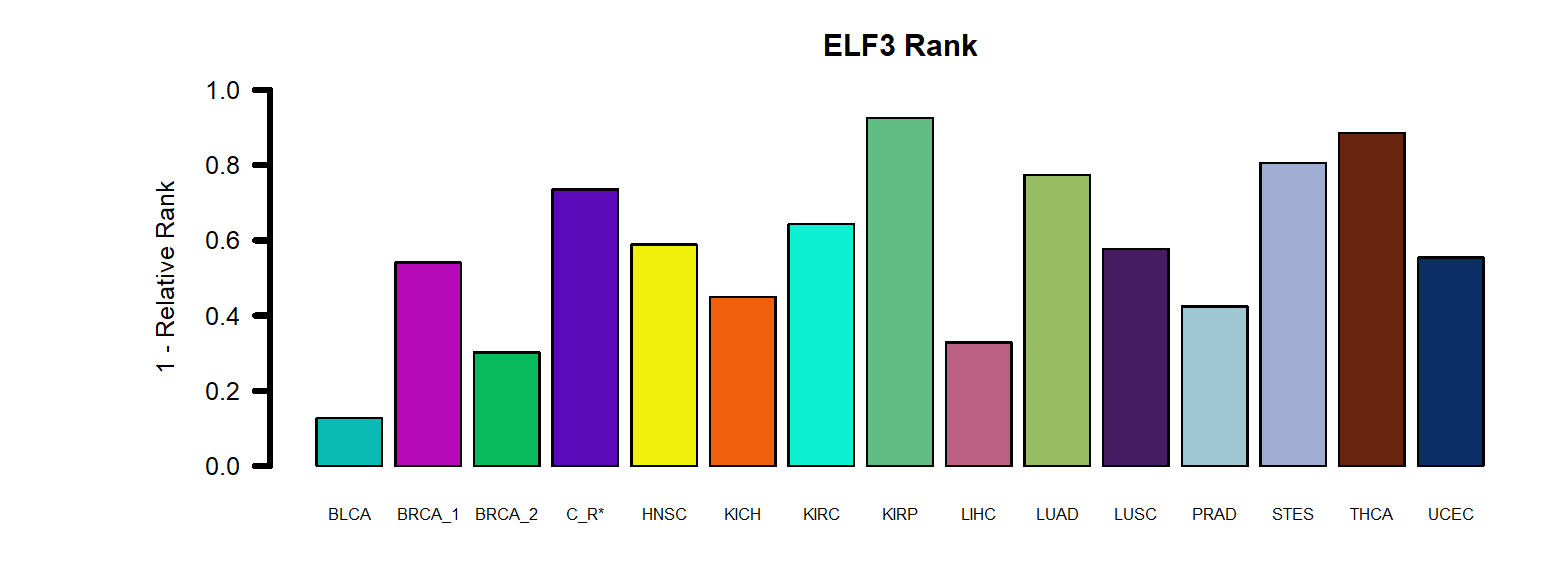 ELF3 Rank
1 - Relative Rank
1.0
0.8
0.6
0.4
0.2
0.0
BLCA BRCA_1 BRCA_2 C_R* HNSC KICH KIRC KIRP LIHC LUAD LUSC PRAD STES THCA UCEC